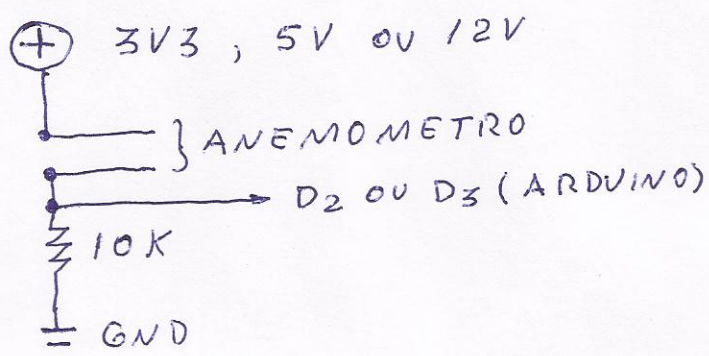 + 3V3, 5V OU 12V
} ANEMOMETRO
D2 OU D3 (ARDUINO)
10K
GND